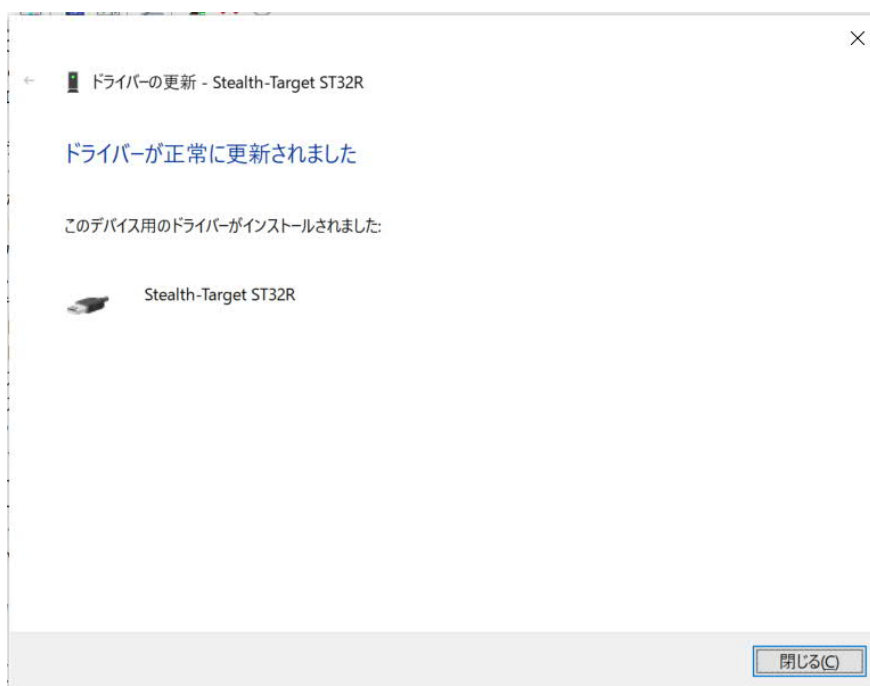 ドライバーの更新 - Stealth-Target ST32R
ドライバーが正常に更新されました
このデバイス用のドライバーがインストールされました:
Stealth-Target ST32R
閉じる(C)